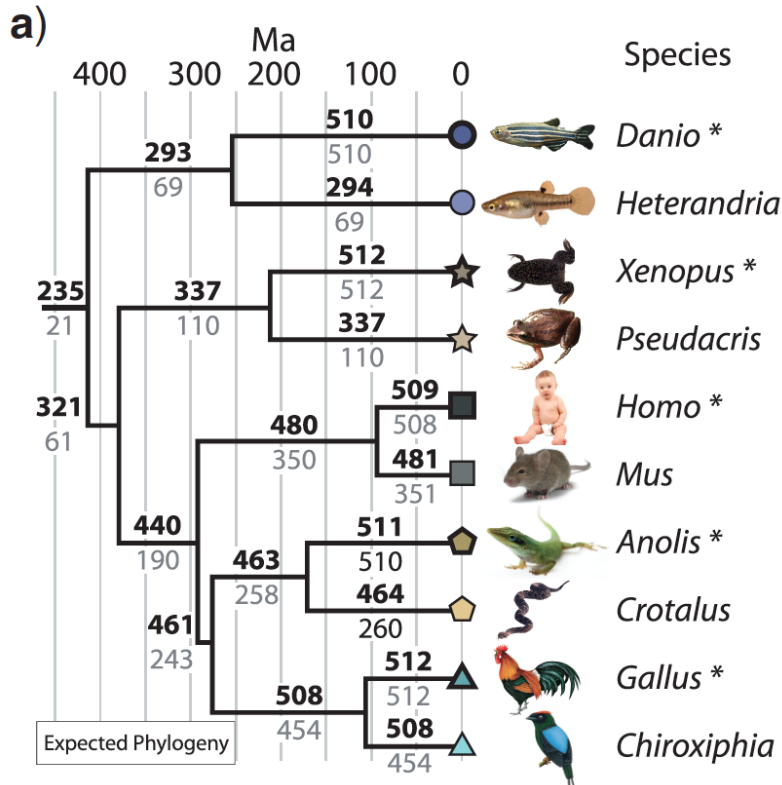 a)
Ma
Species
400 300 200 100 0
510
Danio *
293
510
69
294
Heterandria
69
512
Xenopus *
235
337
512
21
110
337
Pseudacris
110
509
Homo *
321
480
508
61
350
481
Mus
351
440
511
Anolis *
190
463
510
258
464
Crotalus
461
260
243
512
Gallus *
508
512
454
508
Chiroxiphia
Expected Phylogeny
454